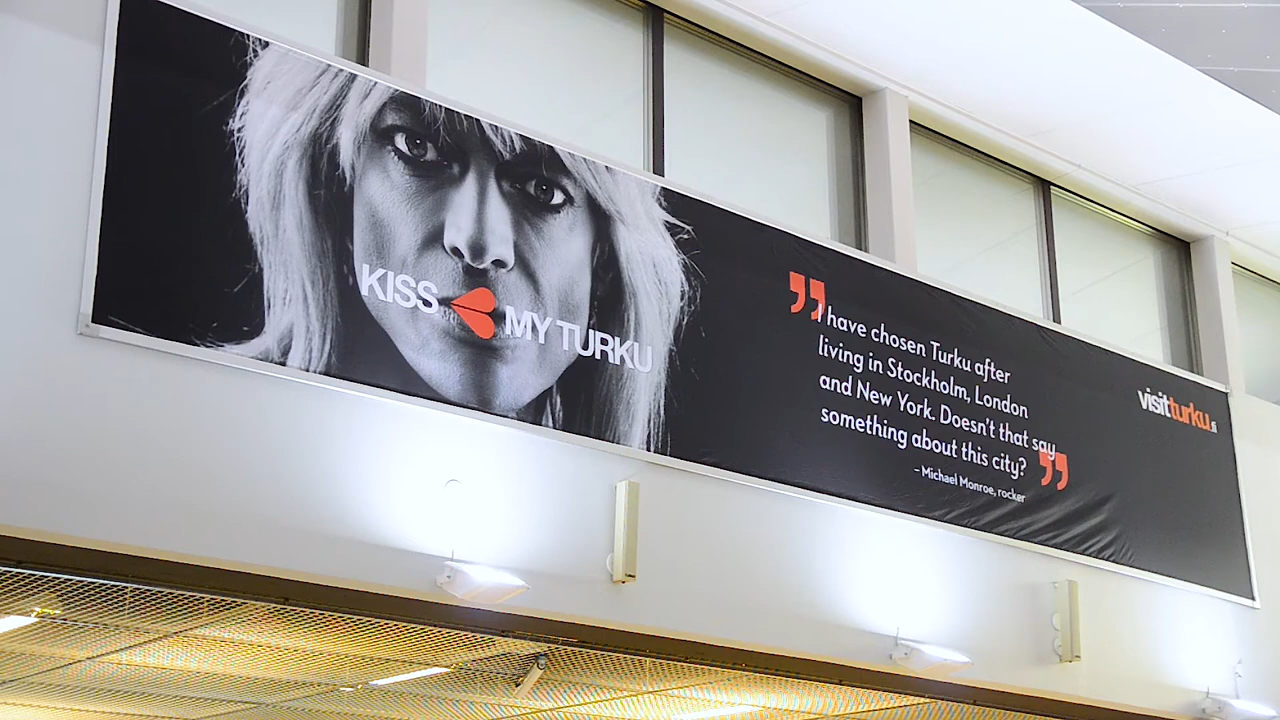 KISS MY TURKU
I have chosen Turku after
living in Stockholm, London
and New York. Doesn't that say
something about this city?
– Michael Monroe, rocker
visitturku.fi